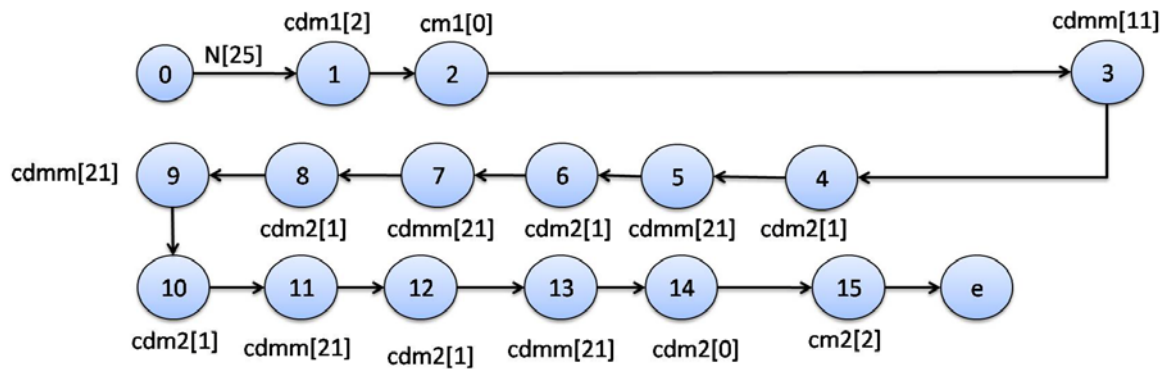 cdm1[2] cm1[0] cdmm[11]
0 N[25] 1 2 3
cdmm[21] 9 8 7 6 5 4
cdm2[1] cdmm[21] cdm2[1] cdmm[21] cdm2[1]
10 11 12 13 14 15 e
cdm2[1] cdmm[21] cdm2[1] cdmm[21] cdm2[0] cm2[2]